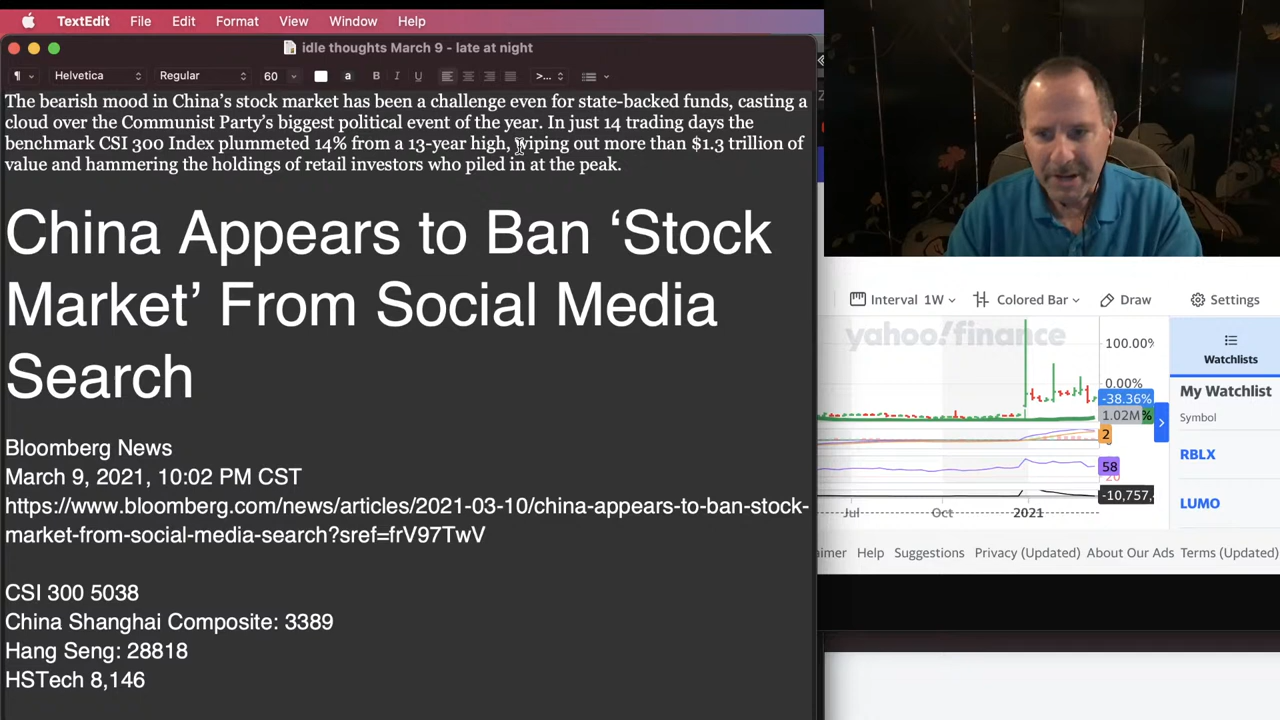 TextEdit File Edit Format View Window Help
idle thoughts March 9 - late at night
¶ Helvetica Regular 60 a B I U >...
The bearish mood in China's stock market has been a challenge even for state-backed funds, casting a
cloud over the Communist Party's biggest political event of the year. In just 14 trading days the
benchmark CSI 300 Index plummeted 14% from a 13-year high, wiping out more than $1.3 trillion of
value and hammering the holdings of retail investors who piled in at the peak.
China Appears to Ban ‘Stock
Market’ From Social Media
Search
Bloomberg News
March 9, 2021, 10:02 PM CST
https://www.bloomberg.com/news/articles/2021-03-10/china-appears-to-ban-stock-
market-from-social-media-search?sref=frV97TwV
CSI 300 5038
China Shanghai Composite: 3389
Hang Seng: 28818
HSTech 8,146
Interval 1W Colored Bar Draw Settings
yahoo!finance
100.00%
0.00%
-38.36%
1.02M%
2
58
20
-10,757,
Jul Oct 2021
Watchlists
My Watchlist
Symbol
RBLX
LUMO
aimer Help Suggestions Privacy (Updated) About Our Ads Terms (Updated)